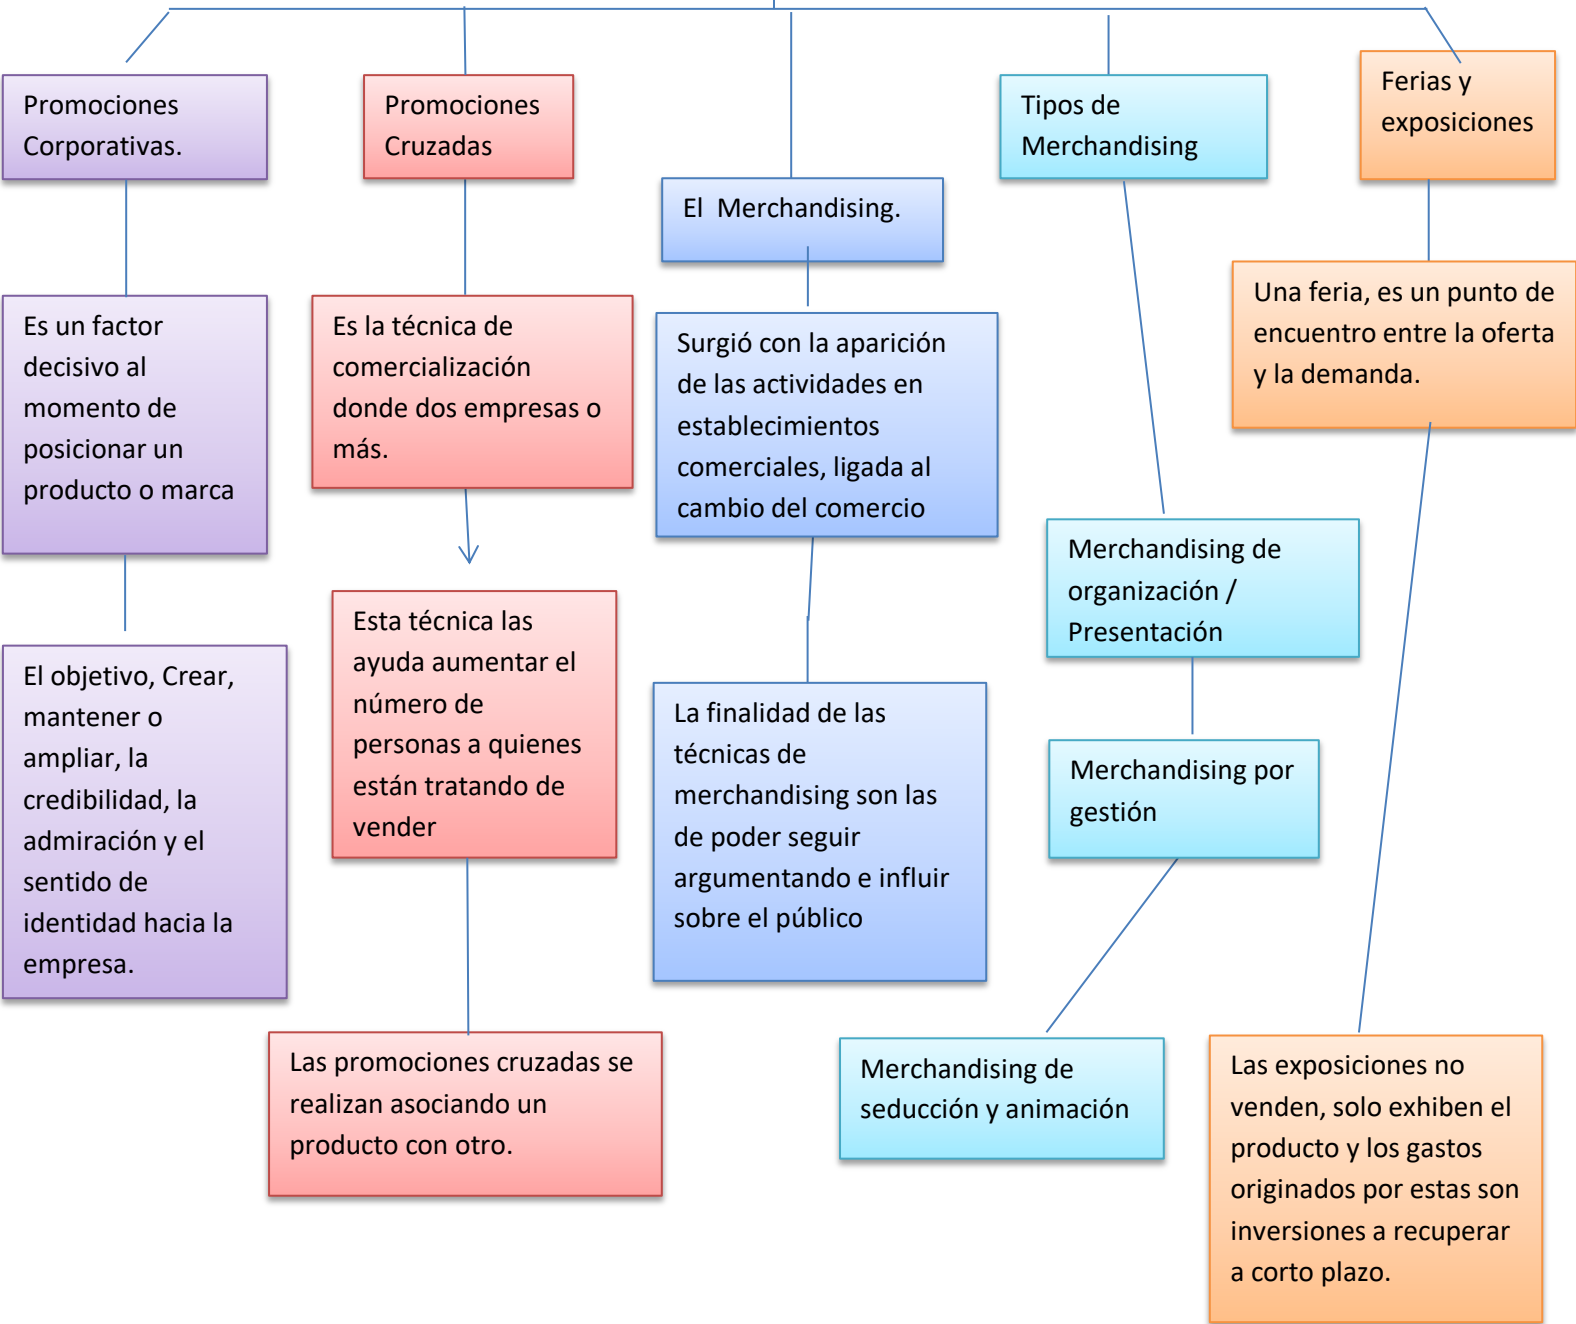 Promociones
Corporativas.
Es un factor
decisivo al
momento de
posicionar un
producto o marca
El objetivo, Crear,
mantener o
ampliar, la
credibilidad, la
admiración y el
sentido de
identidad hacia la
empresa.
Promociones
Cruzadas
Es la técnica de
comercialización
donde dos empresas o
más.
Esta técnica las
ayuda aumentar el
número de
personas a quienes
están tratando de
vender
Las promociones cruzadas se
realizan asociando un
producto con otro.
El  Merchandising.
Surgió con la aparición
de las actividades en
establecimientos
comerciales, ligada al
cambio del comercio
La finalidad de las
técnicas de
merchandising son las
de poder seguir
argumentando e influir
sobre el público
Tipos de
Merchandising
Merchandising de
organización /
Presentación
Merchandising por
gestión
Merchandising de
seducción y animación
Ferias y
exposiciones
Una feria, es un punto de
encuentro entre la oferta
y la demanda.
Las exposiciones no
venden, solo exhiben el
producto y los gastos
originados por estas son
inversiones a recuperar
a corto plazo.